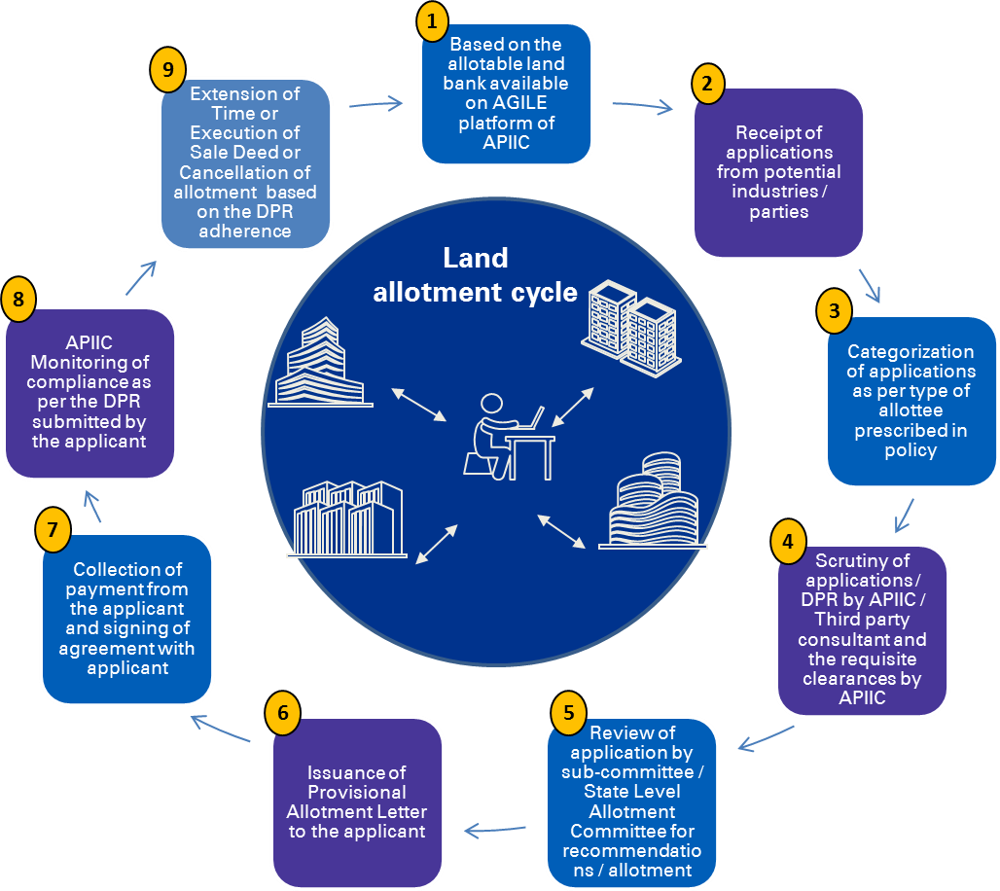 Land
allotment cycle
1
Based on the
allotable land
bank available
on AGILE
platform of
APIIC
2
Receipt of
applications
from potential
industries /
parties
3
Categorization
of applications
as per type of
allottee
prescribed in
policy
4
Scrutiny of
applications /
DPR by APIIC /
Third party
consultant and
the requisite
clearances by
APIIC
5
Review of
application by
sub-committee /
State Level
Allotment
Committee for
recommendatio
ns / allotment
6
Issuance of
Provisional
Allotment Letter
to the applicant
7
Collection of
payment from
the applicant
and signing of
agreement with
applicant
8
APIIC
Monitoring of
compliance as
per the DPR
submitted by
the applicant
9
Extension of
Time or
Execution of
Sale Deed or
Cancellation of
allotment based
on the DPR
adherence